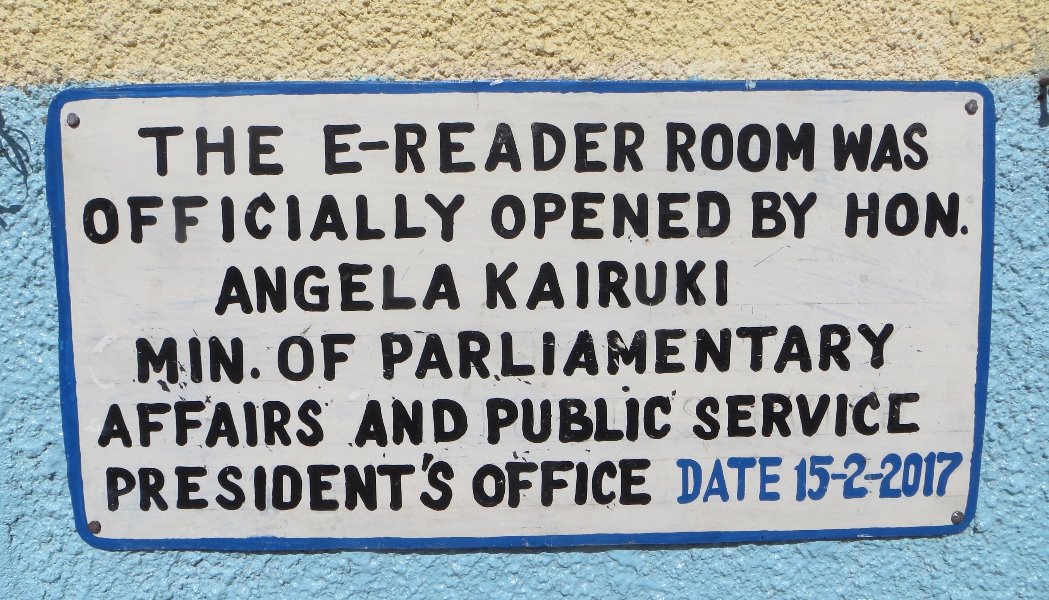 THE E-READER ROOM WAS
OFFICIALLY OPENED BY HON.
ANGELA KAIRUKI
MIN. OF PARLIAMENTARY
AFFAIRS AND PUBLIC SERVICE
PRESIDENT'S OFFICE DATE 15-2-2017